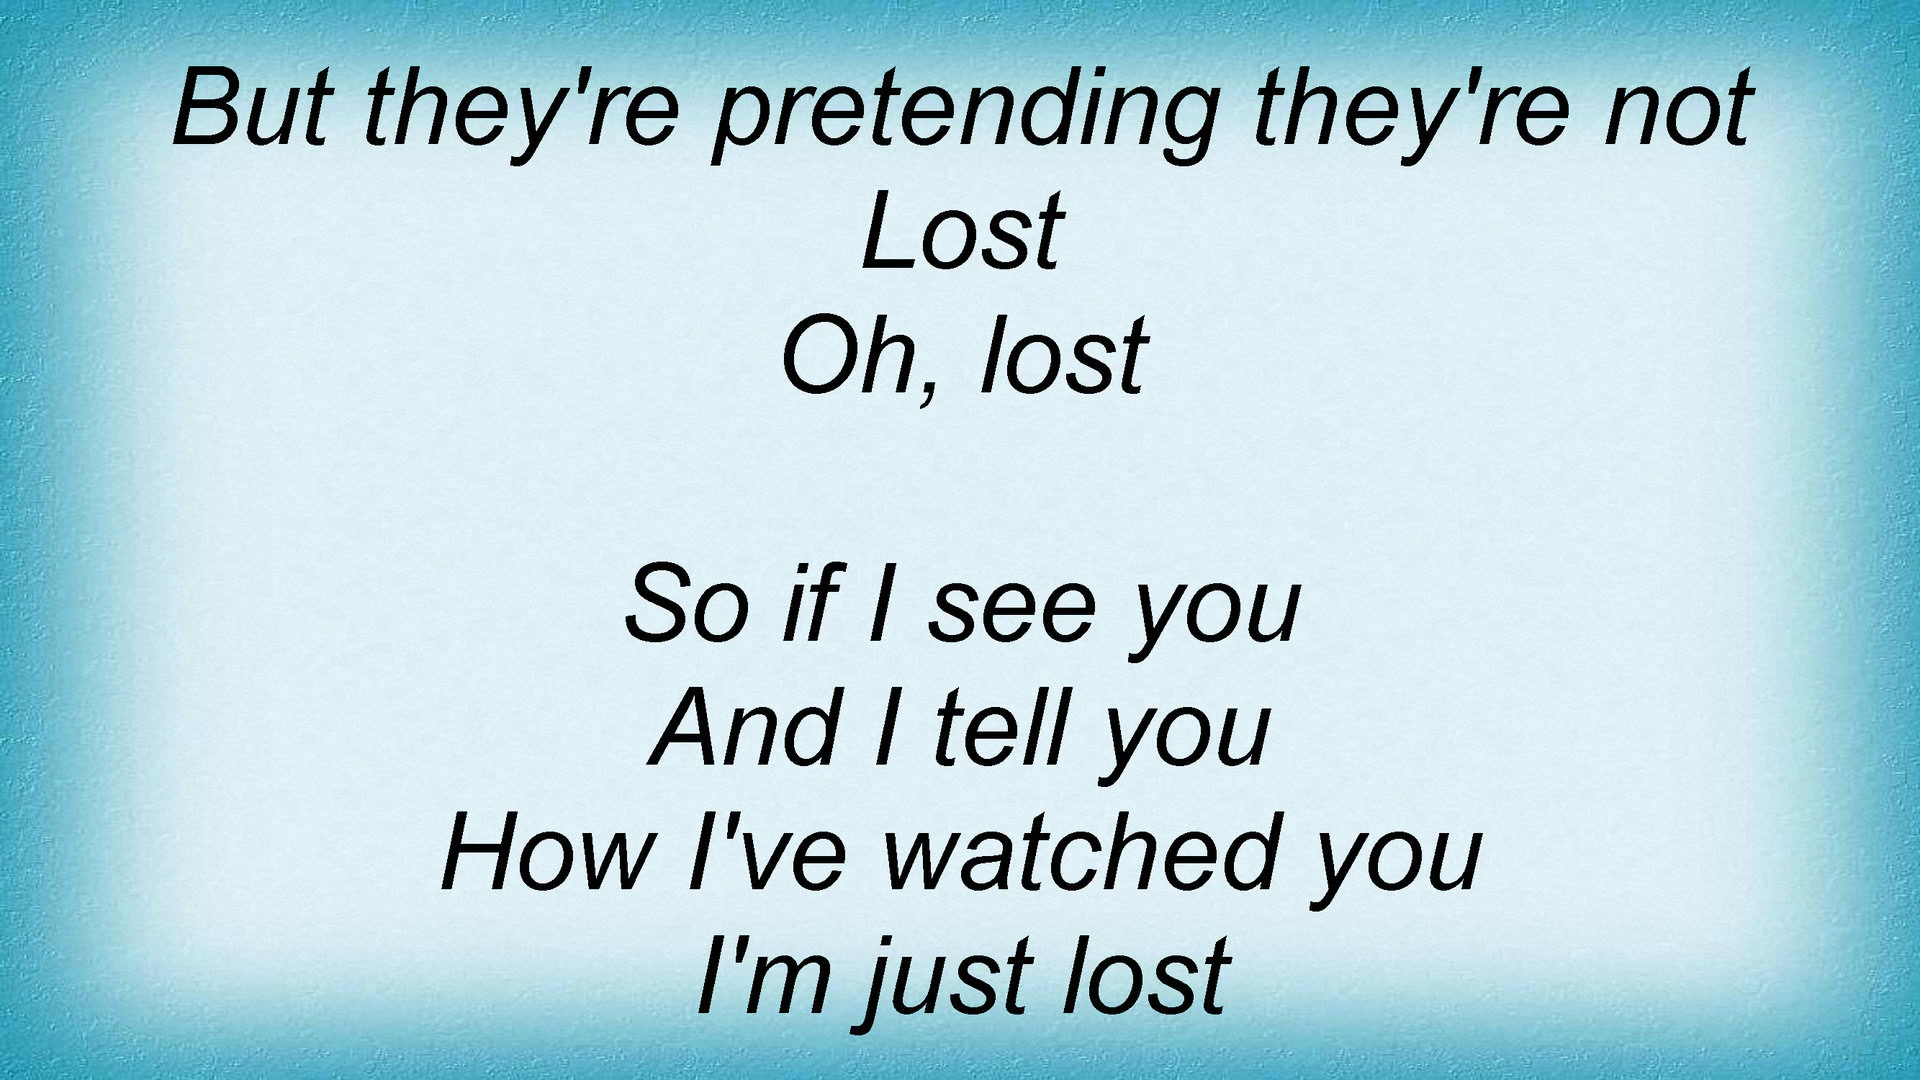 But they're pretending they're not
Lost
Oh, lost
So if I see you
And I tell you
How I've watched you
I'm just lost